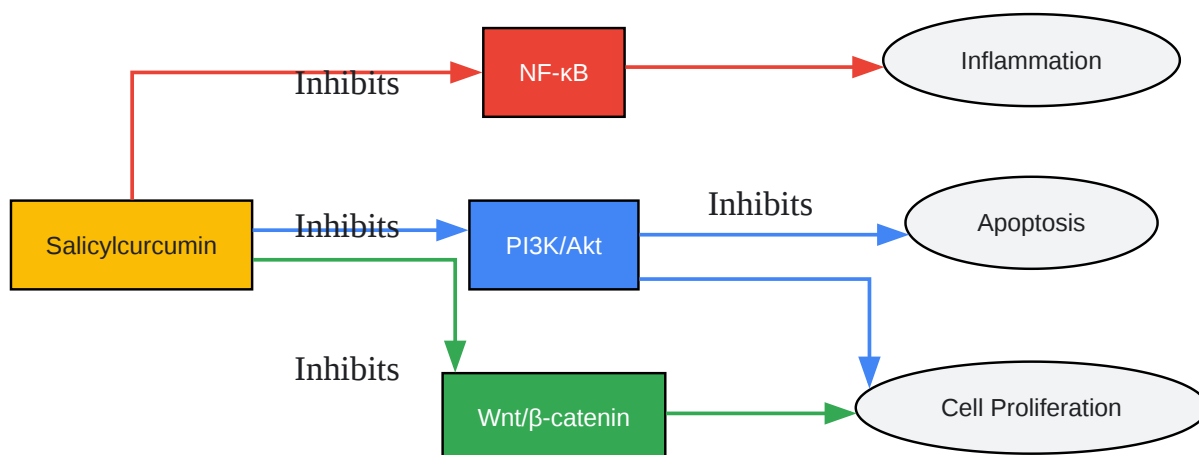 Inflammation
NF-κB
Inhibits
Inhibits
Apoptosis
Inhibits
Salicylcurcumin
PI3K/Akt
Inhibits
Cell Proliferation
Wnt/β-catenin